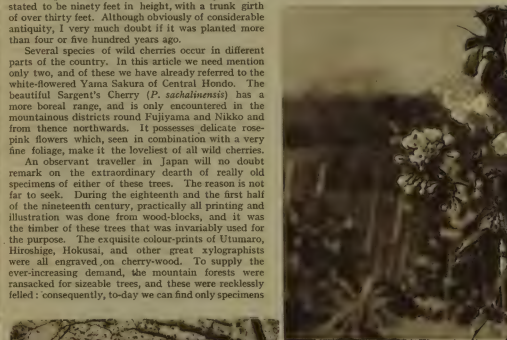 stated to be ninety feet in height, with a trunk girth
of over thirty feet. Although obviously of considerable
antiquity, I very much doubt if it was planted more
than four or five hundred years ago.
Several species of wild cherries occur in different
parts of the country. In this article we need mention
only two, and of these we have already referred to the
white-flowered Yama Sakura of Central Hondo. The
beautiful Sargent's Cherry (P. sachalinensis) has a
more boreal range, and is only encountered in the
mountainous districts round Fujiyama and Nikko and
from thence northwards. It possesses delicate rose-
pink flowers which, seen in combination with a very
fine foliage, make it the loveliest of all wild cherries.
An observant traveller in Japan will no doubt
remark on the extraordinary dearth of really old
specimens of either of these trees. The reason is not
far to seek. During the eighteenth and the first half
of the nineteenth century, practically all printing and
illustration was done from wood-blocks, and it was
the timber of these trees that was invariably used for
the purpose. The exquisite colour-prints of Utumaro,
Hiroshige, Hokusai, and other great xylographists
were all engraved on cherry-wood. To supply the
ever-increasing demand, the mountain forests were
ransacked for sizeable trees, and these were recklessly
felled : consequently, to-day we can find only specimens